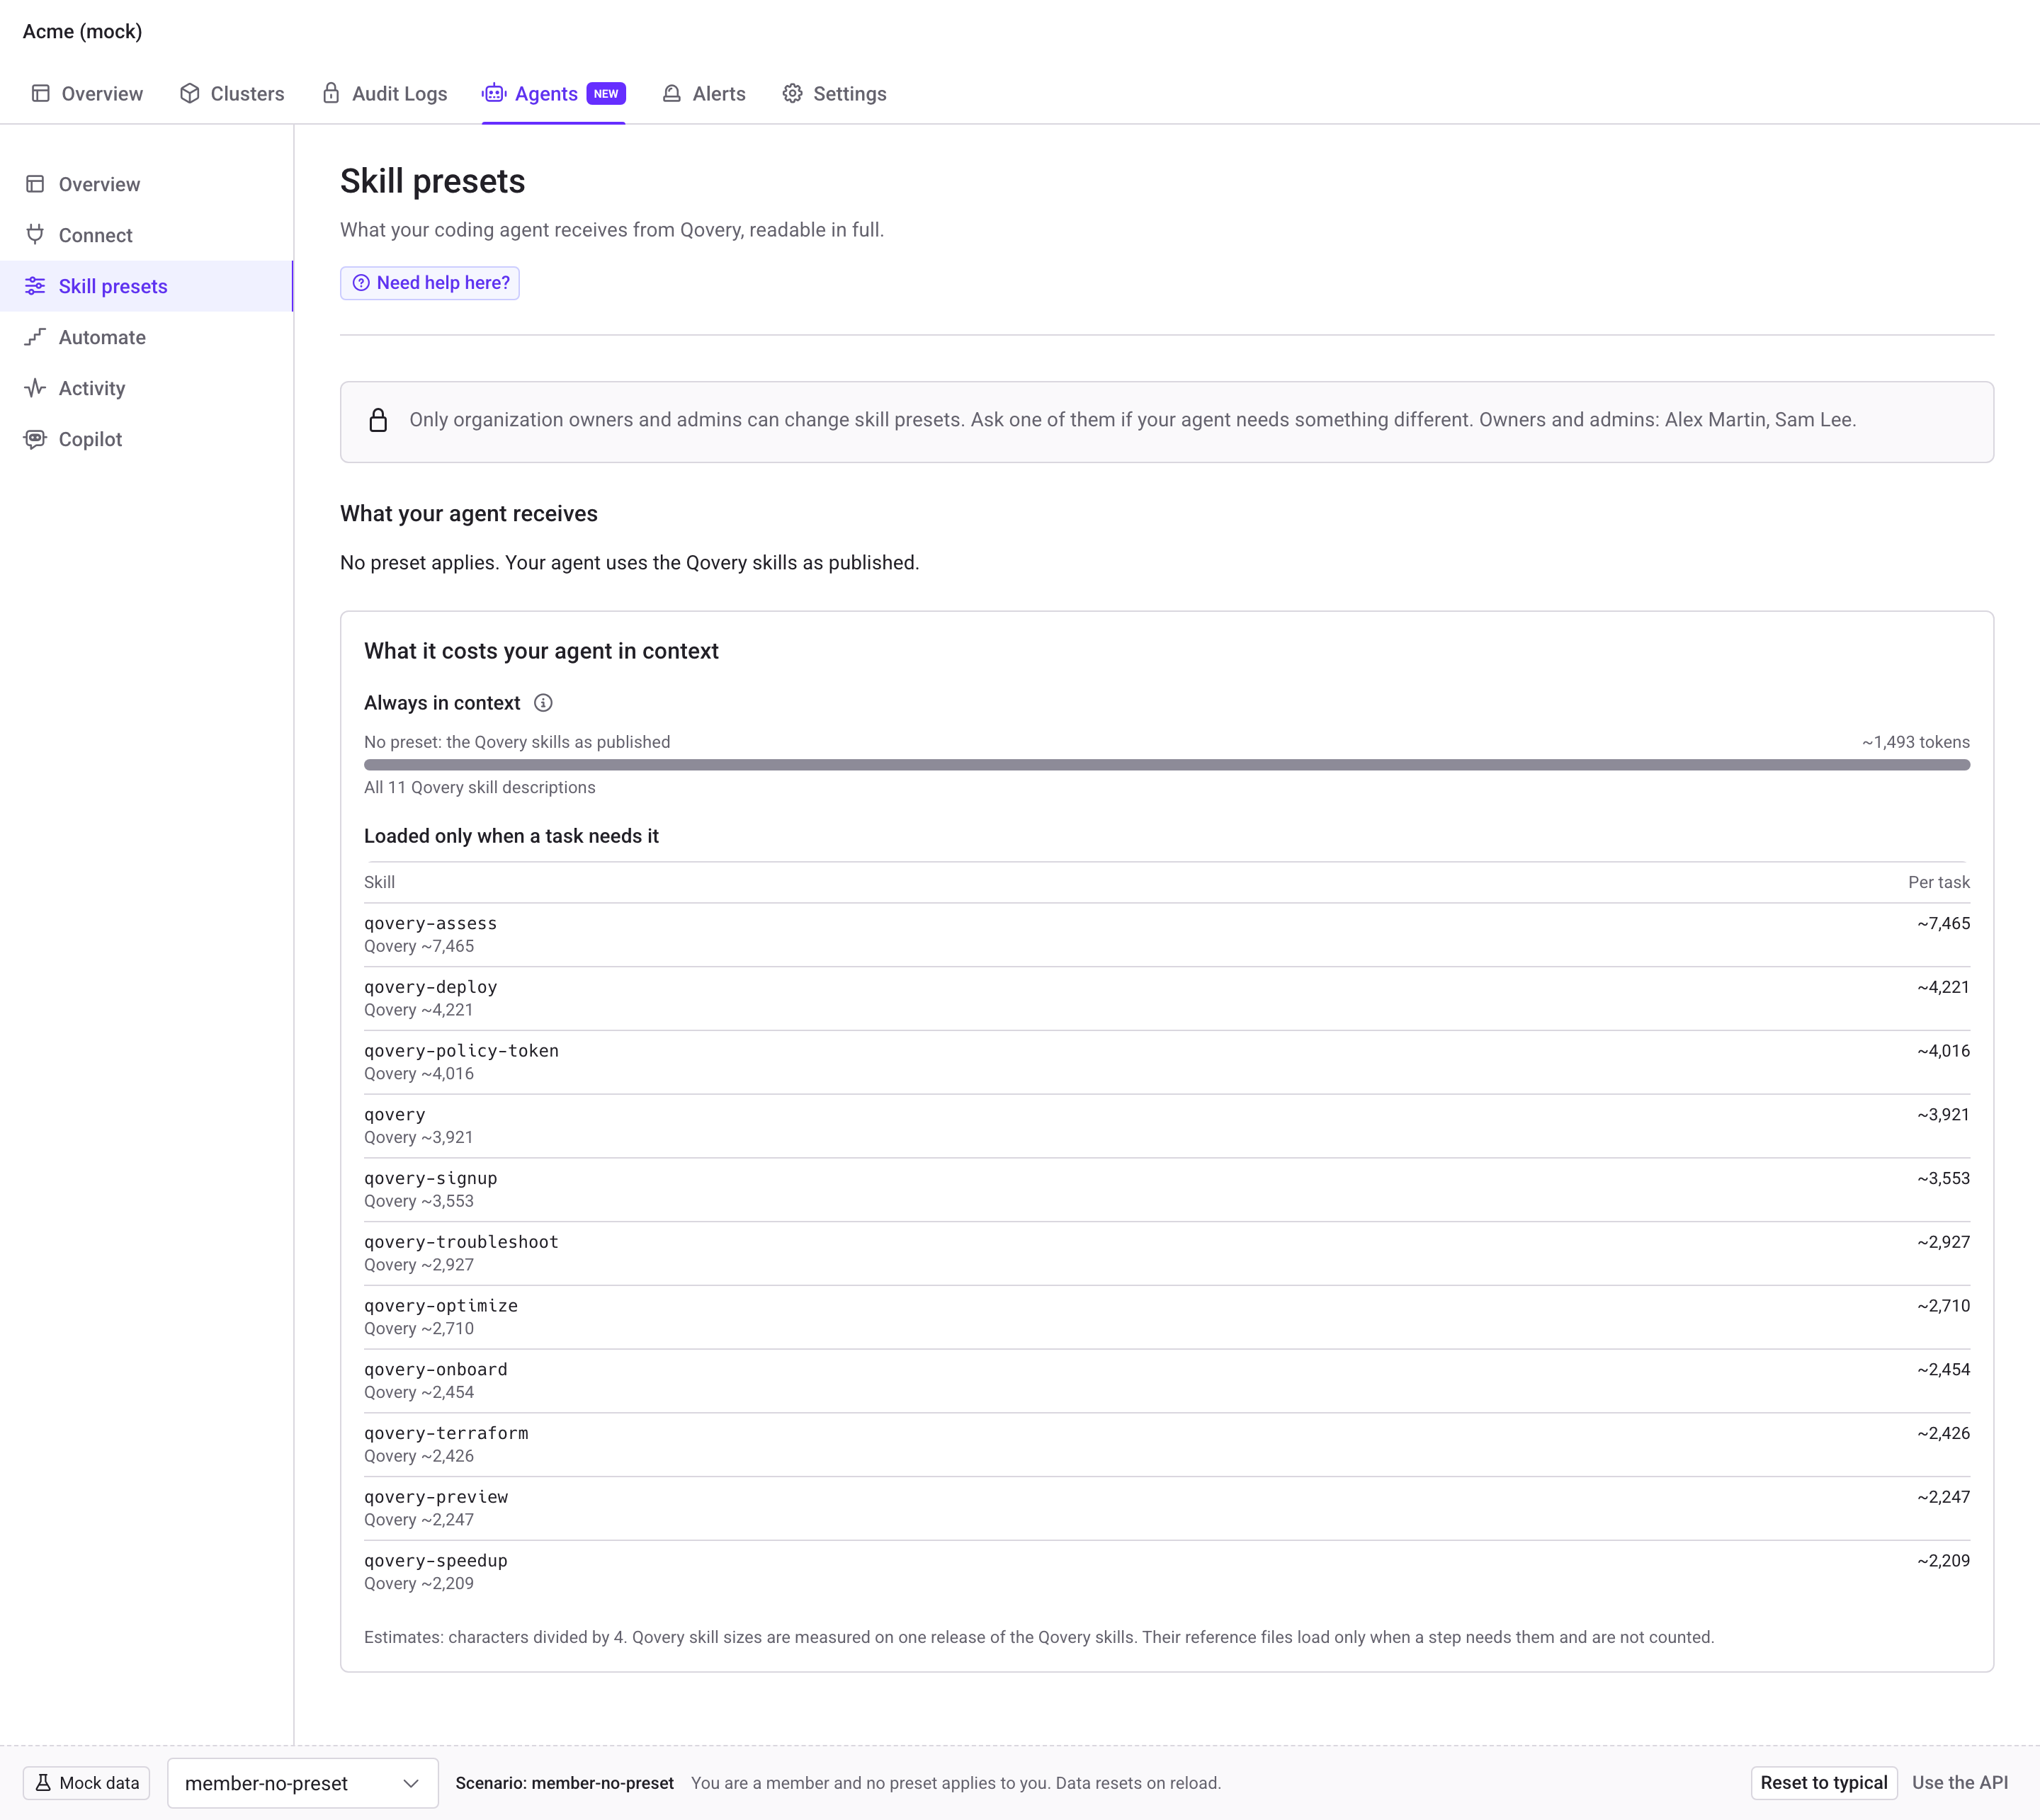 Acme (mock)
Overview
Clusters
Audit Logs
Agents NEW
Alerts
Settings
Overview
Connect
Skill presets
Automate
Activity
Copilot
Skill presets
What your coding agent receives from Qovery, readable in full.
Need help here?
Only organization owners and admins can change skill presets. Ask one of them if your agent needs something different. Owners and admins: Alex Martin, Sam Lee.
What your agent receives
No preset applies. Your agent uses the Qovery skills as published.
What it costs your agent in context
Always in context
No preset: the Qovery skills as published ~1,493 tokens
All 11 Qovery skill descriptions
Loaded only when a task needs it
Skill Per task
qovery-assess ~7,465
Qovery ~7,465
qovery-deploy ~4,221
Qovery ~4,221
qovery-policy-token ~4,016
Qovery ~4,016
qovery ~3,921
Qovery ~3,921
qovery-signup ~3,553
Qovery ~3,553
qovery-troubleshoot ~2,927
Qovery ~2,927
qovery-optimize ~2,710
Qovery ~2,710
qovery-onboard ~2,454
Qovery ~2,454
qovery-terraform ~2,426
Qovery ~2,426
qovery-preview ~2,247
Qovery ~2,247
qovery-speedup ~2,209
Qovery ~2,209
Estimates: characters divided by 4. Qovery skill sizes are measured on one release of the Qovery skills. Their reference files load only when a step needs them and are not counted.
Mock data
member-no-preset
Scenario: member-no-preset You are a member and no preset applies to you. Data resets on reload.
Reset to typical
Use the API